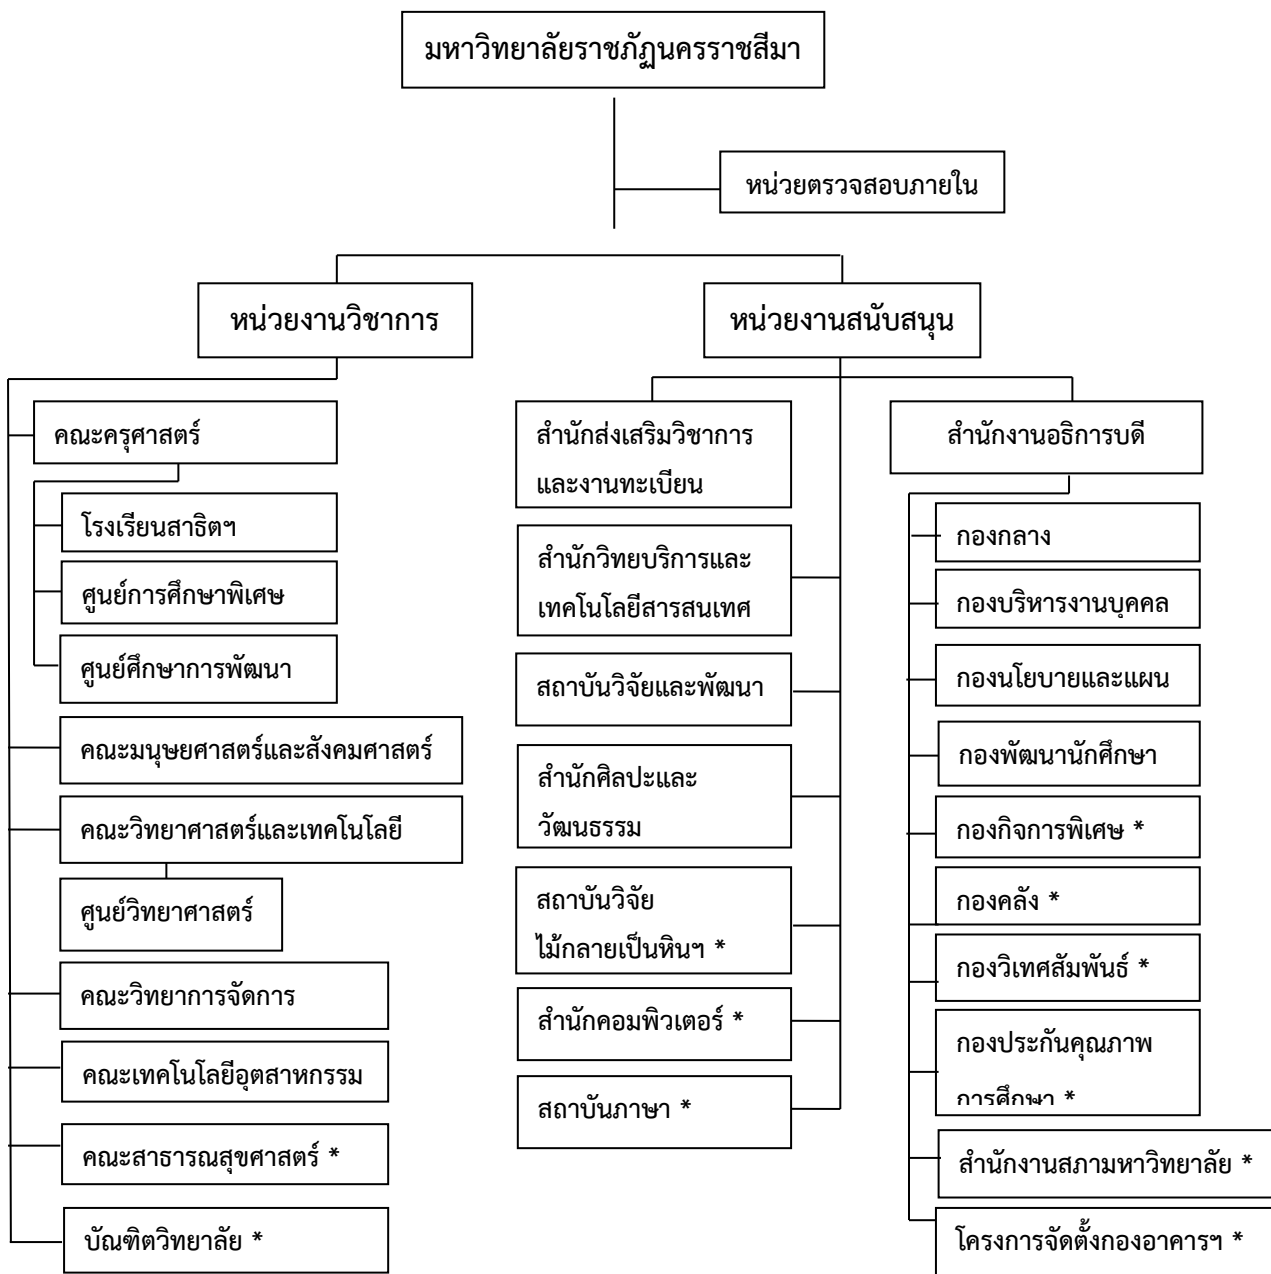 มหาวิทยาลัยราชภัฏนครราชสีมา
หน่วยตรวจสอบภายใน
หน่วยงานวิชาการ
หน่วยงานสนับสนุน
คณะครุศาสตร์
โรงเรียนสาธิตฯ
ศูนย์การศึกษาพิเศษ
ศูนย์ศึกษาการพัฒนา
คณะมนุษยศาสตร์และสังคมศาสตร์
คณะวิทยาศาสตร์และเทคโนโลยี
ศูนย์วิทยาศาสตร์
คณะวิทยาการจัดการ
คณะเทคโนโลยีอุตสาหกรรม
คณะสาธารณสุขศาสตร์ *
บัณฑิตวิทยาลัย *
สำนักส่งเสริมวิชาการ
และงานทะเบียน
สำนักวิทยบริการและ
เทคโนโลยีสารสนเทศ
สถาบันวิจัยและพัฒนา
สำนักศิลปะและ
วัฒนธรรม
สถาบันวิจัย
ไม้กลายเป็นหินฯ *
สำนักคอมพิวเตอร์ *
สถาบันภาษา *
สำนักงานอธิการบดี
กองกลาง
กองบริหารงานบุคคล
กองนโยบายและแผน
กองพัฒนานักศึกษา
กองกิจการพิเศษ *
กองคลัง *
กองวิเทศสัมพันธ์ *
กองประกันคุณภาพ
การศึกษา *
สำนักงานสภามหาวิทยาลัย *
โครงการจัดตั้งกองอาคารฯ *